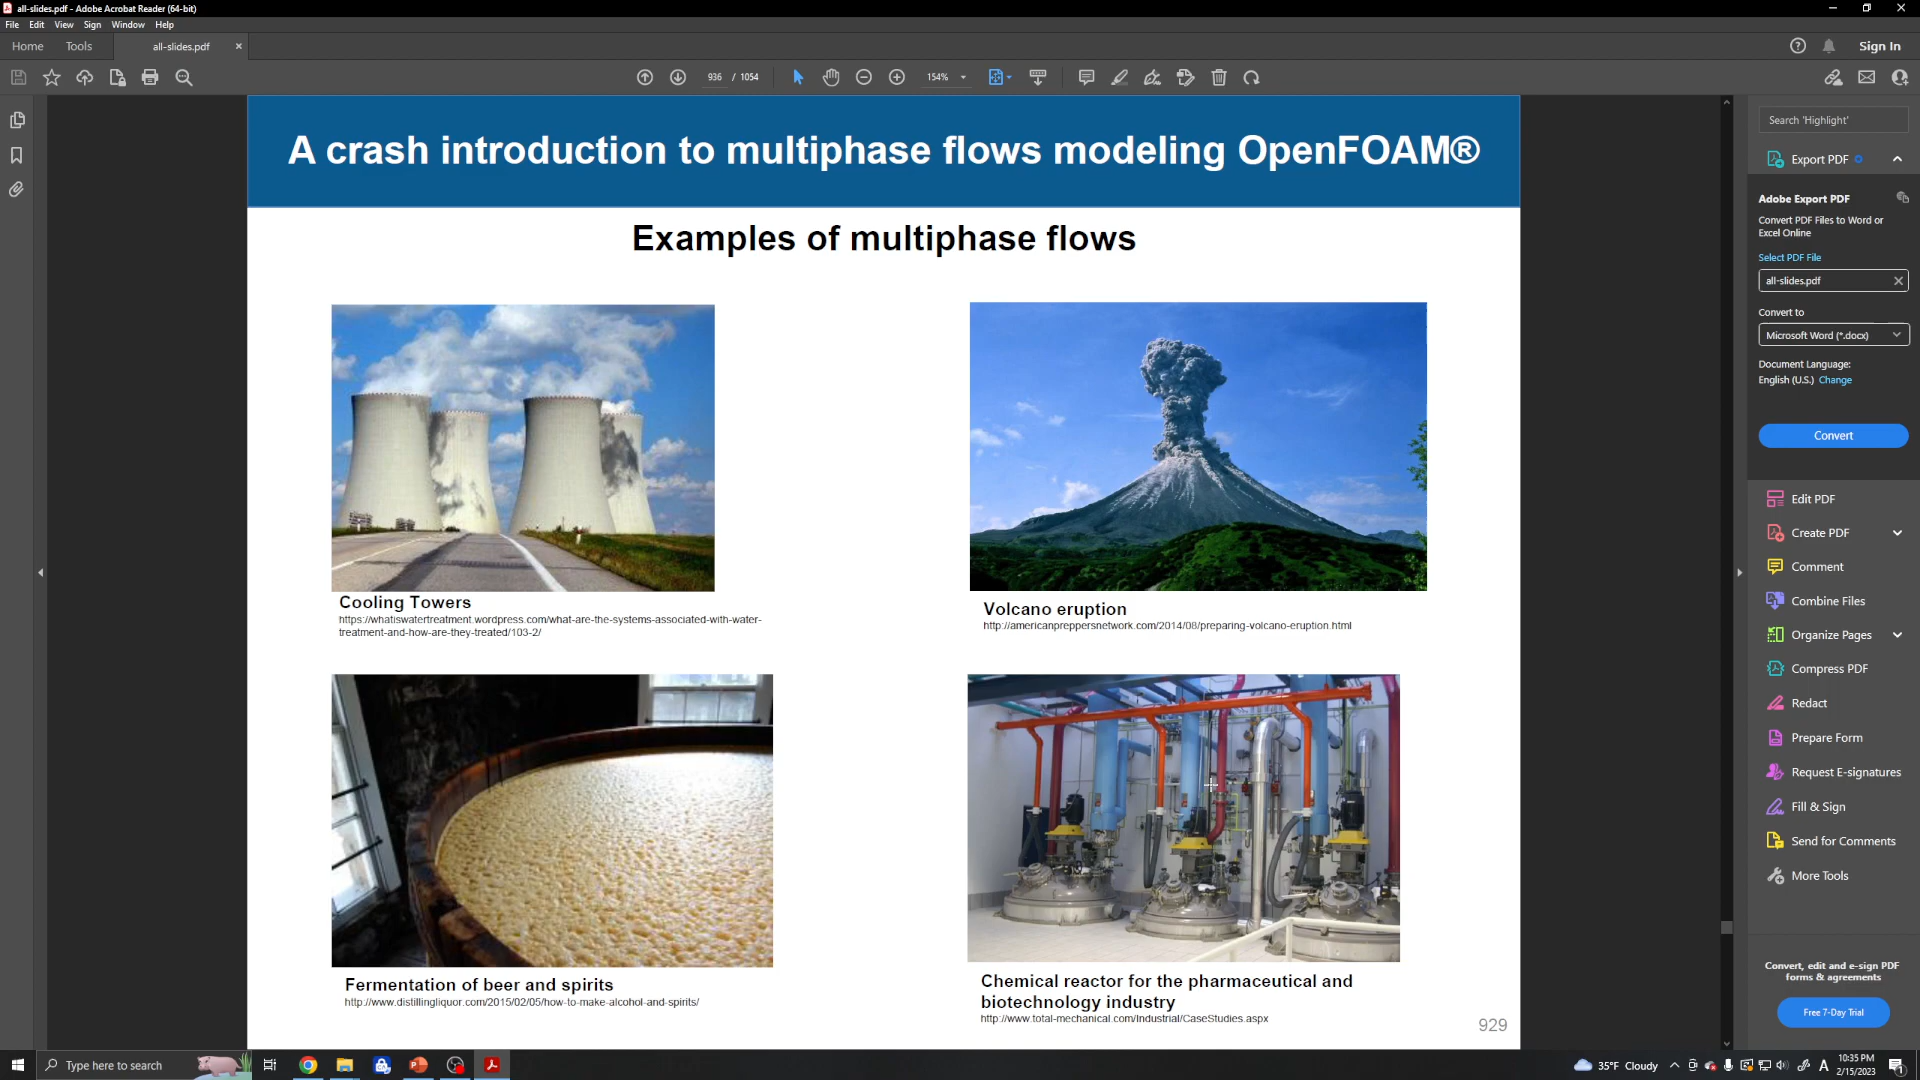 all-slides.pdf - Adobe Acrobat Reader (64-bit)
File Edit View Sign Window Help
Home Tools all-slides.pdf Sign In
936 / 1054 154%
A crash introduction to multiphase flows modeling OpenFOAM®
Examples of multiphase flows
Cooling Towers
https://whatiswatertreatment.wordpress.com/what-are-the-systems-associated-with-water-
treatment-and-how-are-they-treated/103-2/
Volcano eruption
http://americanpreppersnetwork.com/2014/08/preparing-volcano-eruption.html
Fermentation of beer and spirits
http://www.distillingliquor.com/2015/02/05/how-to-make-alcohol-and-spirits/
Chemical reactor for the pharmaceutical and
biotechnology industry
http://www.total-mechanical.com/Industrial/CaseStudies.aspx
929
Search 'Highlight'
Export PDF
Adobe Export PDF
Convert PDF Files to Word or
Excel Online
Select PDF File
all-slides.pdf
Convert to
Microsoft Word (*.docx)
Document Language:
English (U.S.) Change
Convert
Edit PDF
Create PDF
Comment
Combine Files
Organize Pages
Compress PDF
Redact
Prepare Form
Request E-signatures
Fill & Sign
Send for Comments
More Tools
Convert, edit and e-sign PDF
forms & agreements
Free 7-Day Trial
Type here to search
35°F Cloudy
A
10:35 PM
2/15/2023
1